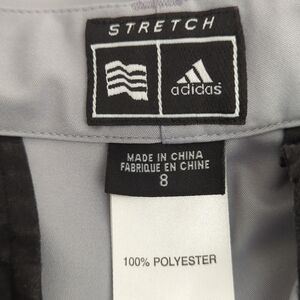 STRETCH
adidas
MADE IN CHINA
FABRIQUE EN CHINE
8
100% POLYESTER